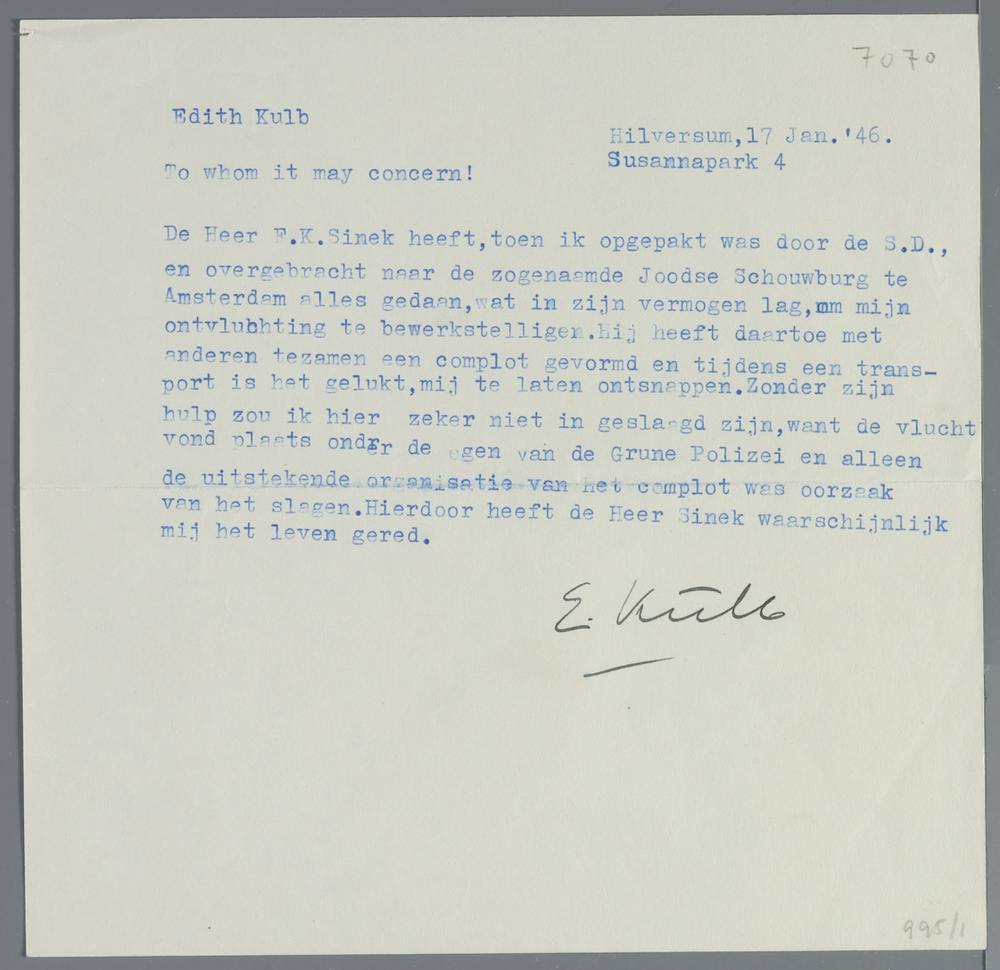 7070
Edith Kulb
Hilversum,17 Jan.'46.
Susannapark 4
To whom it may concern!
De Heer F.K.Sinek heeft,toen ik opgepakt was door de S.D.,
en overgebracht naar de zogenaamde Joodse Schouwburg te
Amsterdam alles gedaan,wat in zijn vermogen lag,mm mijn
ontvluhhting te bewerkstelligen.Hij heeft daartoe met
anderen tezamen een complot gevormd en tijdens een trans-
port is het gelukt,mij te laten ontsnappen.Zonder zijn
hulp zou ik hier zeker niet in geslaagd zijn,want de vlucht
vond plaats onder de ogen van de Grune Polizei en alleen
de uitstekende organisatie van het complot was oorzaak
van het slagen.Hierdoor heeft de Heer Sinek waarschijnlijk
mij het leven gered.
E. Kulb
995/1